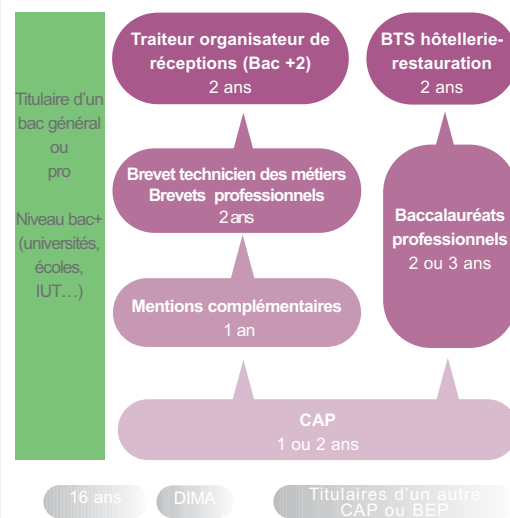 Titulaire d'un
bac général
ou
pro
Niveau bac+
(universités,
écoles,
IUT…)
Traiteur organisateur de
réceptions (Bac +2)
2 ans
BTS hôtellerie-
restauration
2 ans
Brevet technicien des métiers
Brevets professionnels
2 ans
Baccalauréats
professionnels
2 ou 3 ans
Mentions complémentaires
1 an
CAP
1 ou 2 ans
16 ans
DIMA
Titulaires d'un autre
CAP ou BEP